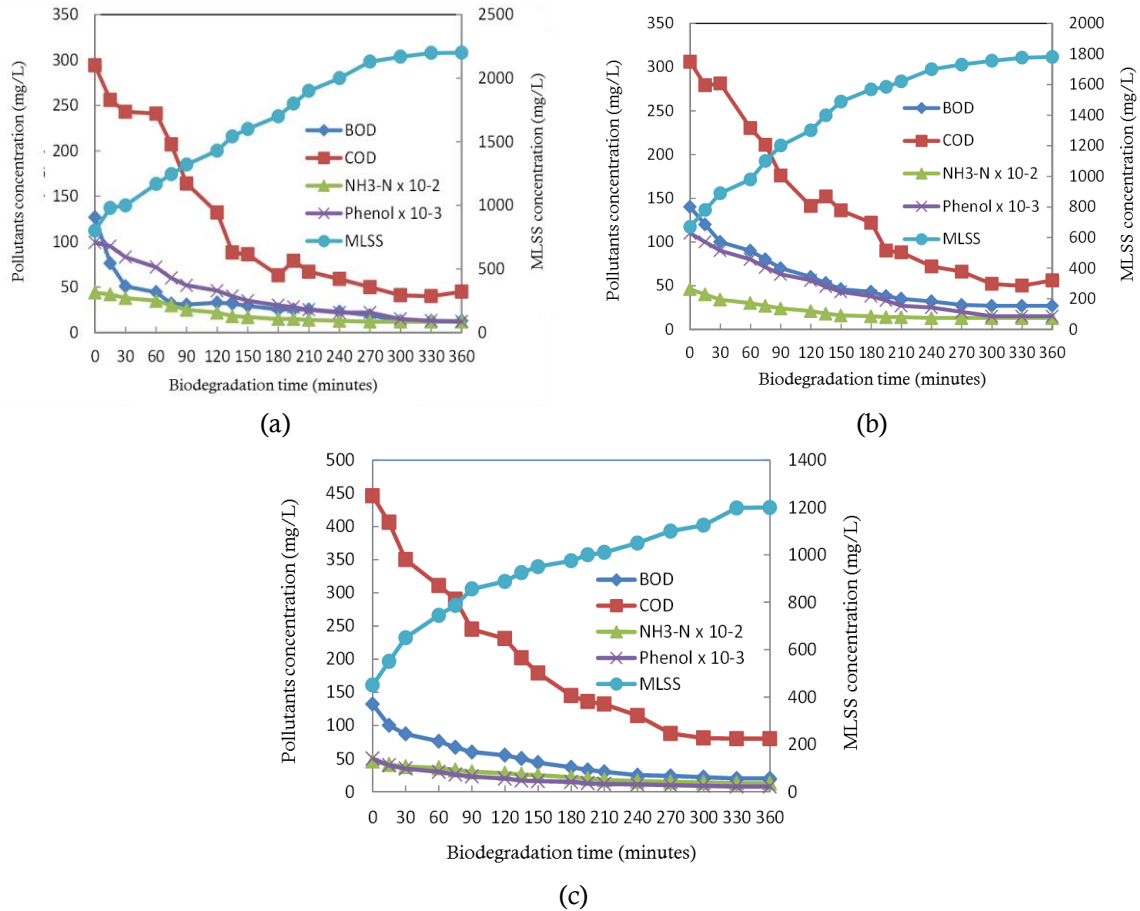 350
300
250
200
150
100
50
0
Pollutants concentration (mg/L)
2500
2000
1500
1000
500
0
MLSS concentration (mg/L)
BOD
COD
NH3-N x 10-2
Phenol x 10-3
MLSS
0 30 60 90 120 150 180 210 240 270 300 330 360
Biodegradation time (minutes)
(a)
350
300
250
200
150
100
50
0
Pollutants concentration (mg/L)
2000
1800
1600
1400
1200
1000
800
600
400
200
0
MLSS concentration (mg/L)
BOD
COD
NH3-N x 10-2
Phenol x 10-3
MLSS
0 30 60 90 120 150 180 210 240 270 300 330 360
Biodegradation time (minutes)
(b)
500
450
400
350
300
250
200
150
100
50
0
Pollutants concentration (mg/L)
1400
1200
1000
800
600
400
200
0
MLSS concentration (mg/L)
BOD
COD
NH3-N x 10-2
Phenol x 10-3
MLSS
0 30 60 90 120 150 180 210 240 270 300 330 360
Biodegradation time (minutes)
(c)